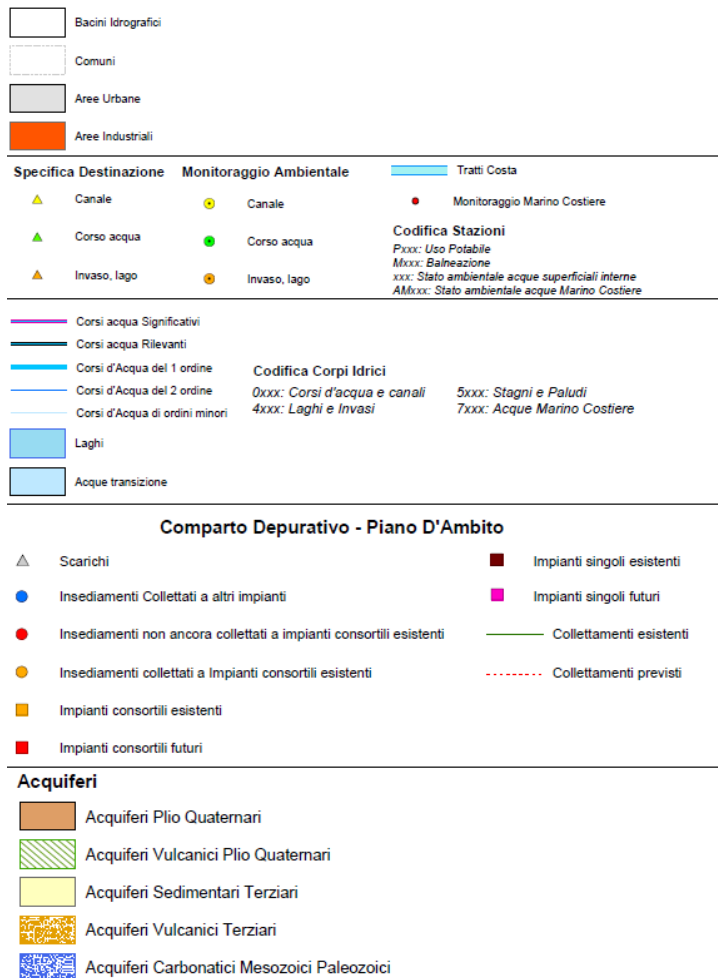 Bacini Idrografici
Comuni
Aree Urbane
Aree Industriali
Specifica Destinazione
Canale
Corso acqua
Invaso, lago
Monitoraggio Ambientale
Canale
Corso acqua
Invaso, lago
Tratti Costa
Monitoraggio Marino Costiere
Codifica Stazioni
Pxxx: Uso Potabile
Mxxx: Balneazione
xxx: Stato ambientale acque superficiali interne
AMxxx: Stato ambientale acque Marino Costiere
Corsi acqua Significativi
Corsi acqua Rilevanti
Corsi d'Acqua del 1 ordine
Corsi d'Acqua del 2 ordine
Corsi d'Acqua di ordini minori
Laghi
Acque transizione
Codifica Corpi Idrici
0xxx: Corsi d'acqua e canali
4xxx: Laghi e Invasi
5xxx: Stagni e Paludi
7xxx: Acque Marino Costiere
Comparto Depurativo - Piano D'Ambito
Scarichi
Insediamenti Collettati a altri impianti
Insediamenti non ancora collettati a impianti consortili esistenti
Insediamenti collettati a Impianti consortili esistenti
Impianti consortili esistenti
Impianti consortili futuri
Impianti singoli esistenti
Impianti singoli futuri
Collettamenti esistenti
Collettamenti previsti
Acquiferi
Acquiferi Plio Quaternari
Acquiferi Vulcanici Plio Quaternari
Acquiferi Sedimentari Terziari
Acquiferi Vulcanici Terziari
Acquiferi Carbonatici Mesozoici Paleozoici